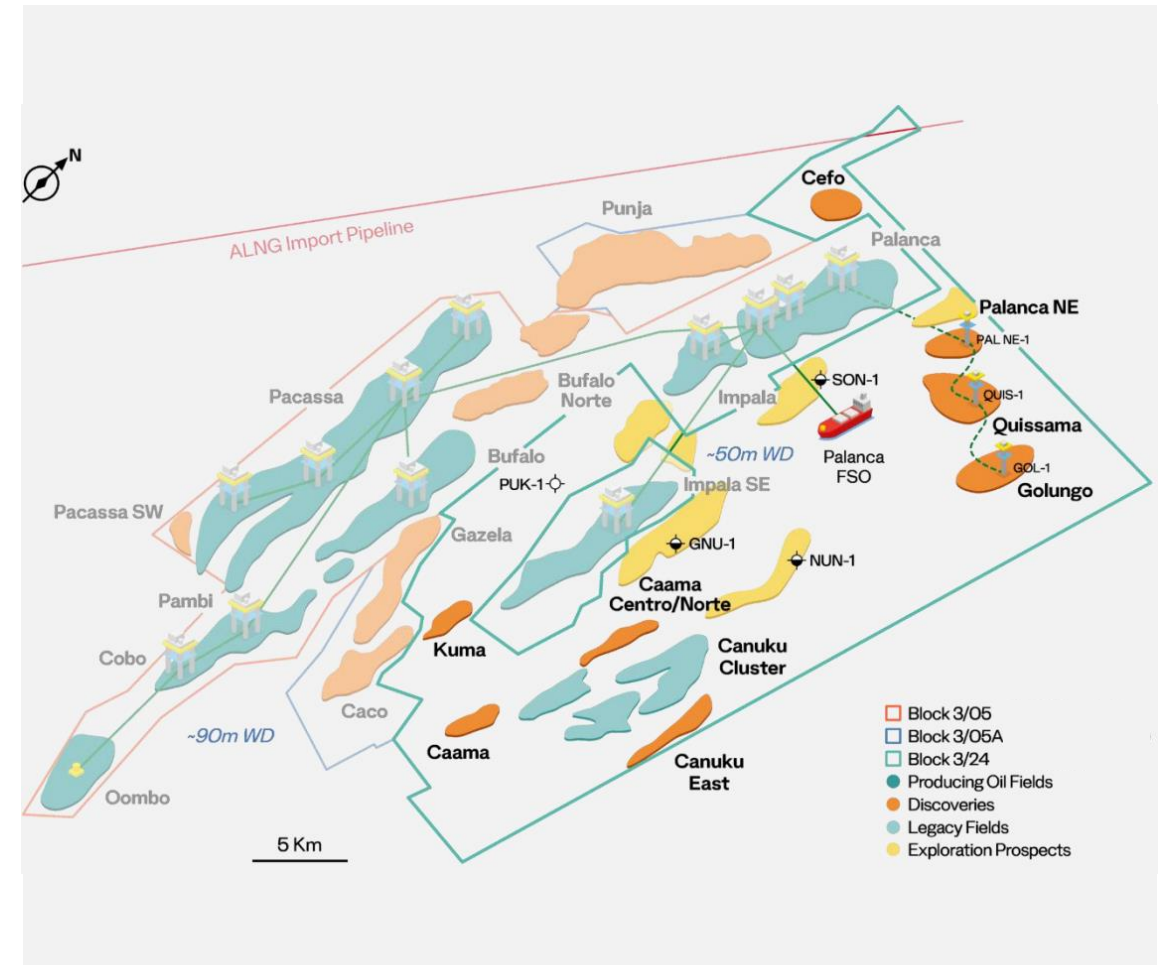 N
Cefo
Punja
ALNG Import Pipeline
Palanca
Palanca NE
PAL NE-1
Pacassa
Bufalo
Norte
SON-1
QUIS-1
Impala
Quissama
~50m WD
Palanca
FSO
Bufalo
PUK-1
Impala SE
GOL-1
Golungo
Pacassa SW
Gazela
GNU-1
NUN-1
Caama
Centro/Norte
Pambi
Kuma
Canuku
Cluster
Cobo
Caco
~90m WD
Caama
Canuku
East
Oombo
5 Km
Block 3/05
Block 3/05A
Block 3/24
Producing Oil Fields
Discoveries
Legacy Fields
Exploration Prospects